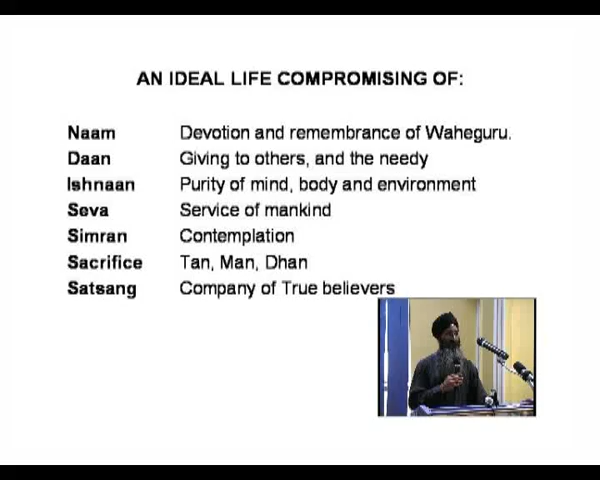 AN IDEAL LIFE COMPROMISING OF:
Naam Devotion and remembrance of Waheguru.
Daan Giving to others, and the needy
Ishnaan Purity of mind, body and environment
Seva Service of mankind
Simran Contemplation
Sacrifice Tan, Man, Dhan
Satsang Company of True believers